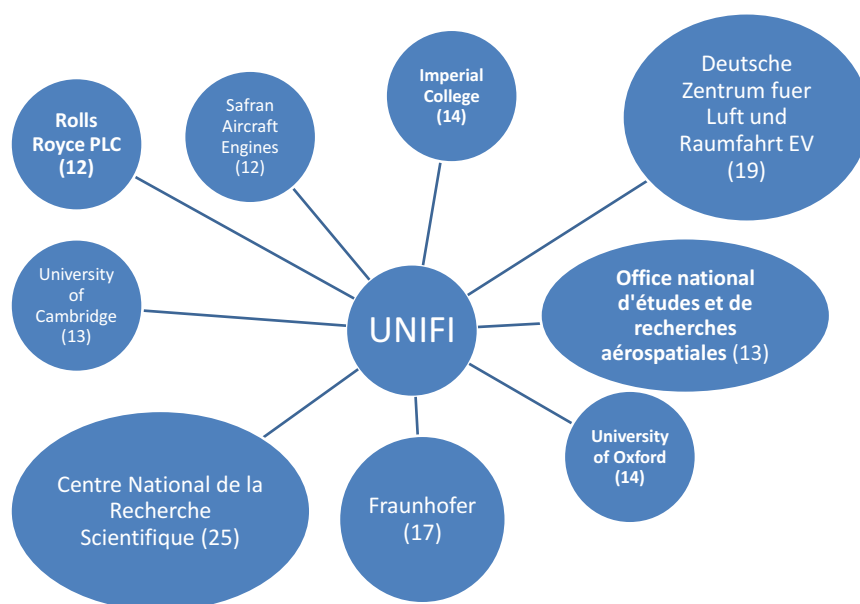 Rolls
Royce PLC
(12)
Safran
Aircraft
Engines
(12)
Imperial
College
(14)
Deutsche
Zentrum fuer
Luft und
Raumfahrt EV
(19)
University
of
Cambridge
(13)
UNIFI
Office national
d'études et de
recherches
aérospatiales (13)
Centre National de la
Recherche
Scientifique (25)
Fraunhofer
(17)
University
of Oxford
(14)